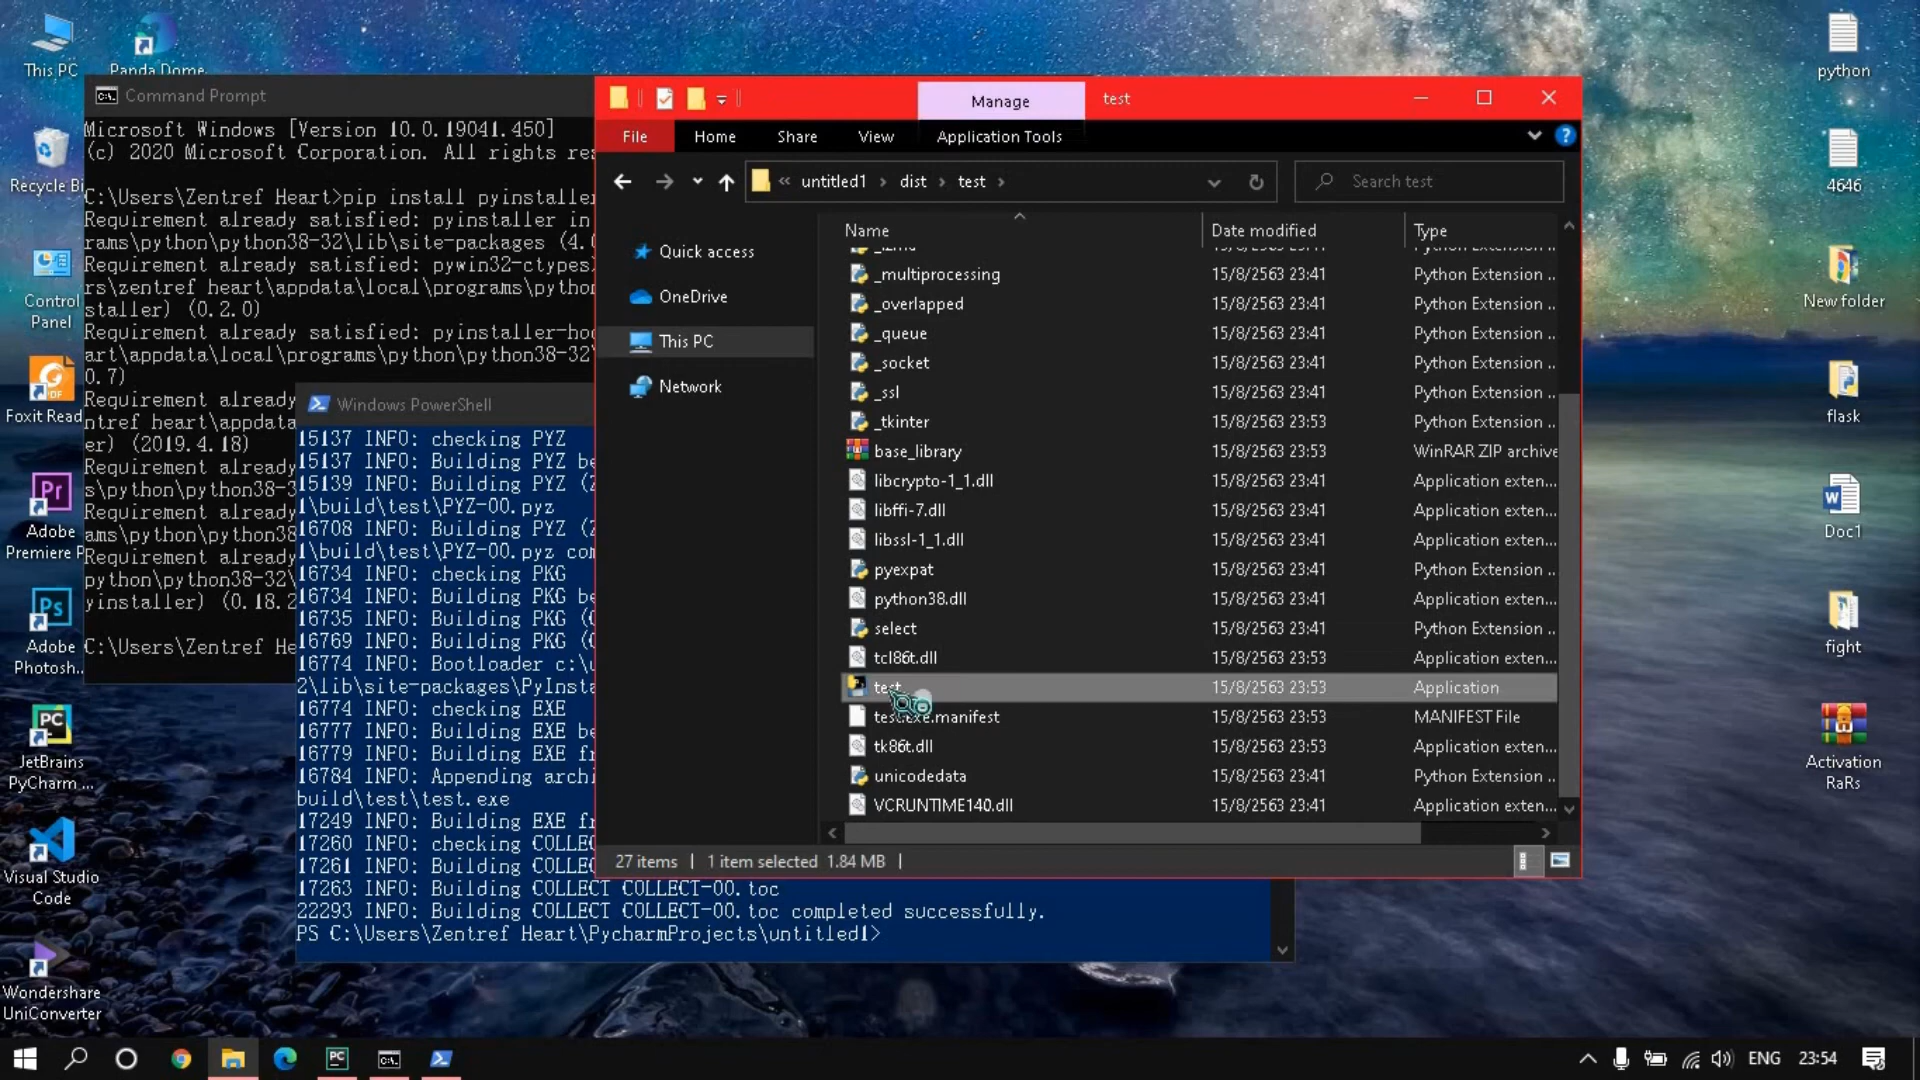 This PC
Panda Dome
Recycle Bi
Control
Panel
Foxit Read
Adobe
Premiere P
Adobe
Photosh...
JetBrains
PyCharm ...
Visual Studio
Code
Wondershare
UniConverter
Command Prompt
Microsoft Windows [Version 10.0.19041.450]
(c) 2020 Microsoft Corporation. All rights res
C:\Users\Zentref Heart>pip install pyinstaller
Requirement already satisfied: pyinstaller in
rams\python\python38-32\lib\site-packages (4.0
Requirement already satisfied: pywin32-ctypes>
rs\zentref heart\appdata\local\programs\python
staller) (0.2.0)
Requirement already satisfied: pyinstaller-hoo
art\appdata\local\programs\python\python38-32\
0.7)
Requirement already
ntref heart\appdata
er) (2019.4.18)
Requirement already
s\python\python38-3
Requirement already
ams\python\python38
Requirement already
python\python38-32\
yinstaller) (0.18.2
C:\Users\Zentref He
Windows PowerShell
15137 INFO: checking PYZ
15137 INFO: Building PYZ be
15139 INFO: Building PYZ (Z
1\build\test\PYZ-00.pyz
16708 INFO: Building PYZ (Z
1\build\test\PYZ-00.pyz com
16734 INFO: checking PKG
16734 INFO: Building PKG be
16735 INFO: Building PKG (C
16769 INFO: Building PKG (C
16774 INFO: Bootloader c:\u
2\lib\site-packages\PyInsta
16774 INFO: checking EXE
16777 INFO: Building EXE be
16779 INFO: Building EXE fr
16784 INFO: Appending archi
build\test\test.exe
17249 INFO: Building EXE fr
17260 INFO: checking COLLEC
17261 INFO: Building COLLEC
17263 INFO: Building COLLECT COLLECT-00.toc
22293 INFO: Building COLLECT COLLECT-00.toc completed successfully.
PS C:\Users\Zentref Heart\PycharmProjects\untitled1>
Manage
test
File
Home
Share
View
Application Tools
« untitled1 > dist > test >
Search test
Quick access
OneDrive
This PC
Network
Name Date modified Type
_multiprocessing 15/8/2563 23:41 Python Extension ..
_overlapped 15/8/2563 23:41 Python Extension ..
_queue 15/8/2563 23:41 Python Extension ..
_socket 15/8/2563 23:41 Python Extension ..
_ssl 15/8/2563 23:41 Python Extension ..
_tkinter 15/8/2563 23:53 Python Extension ..
base_library 15/8/2563 23:53 WinRAR ZIP archive
libcrypto-1_1.dll 15/8/2563 23:41 Application exten...
libffi-7.dll 15/8/2563 23:41 Application exten...
libssl-1_1.dll 15/8/2563 23:41 Application exten...
pyexpat 15/8/2563 23:41 Python Extension ..
python38.dll 15/8/2563 23:41 Application exten...
select 15/8/2563 23:41 Python Extension ..
tcl86t.dll 15/8/2563 23:53 Application exten...
test 15/8/2563 23:53 Application
test.exe.manifest 15/8/2563 23:53 MANIFEST File
tk86t.dll 15/8/2563 23:53 Application exten...
unicodedata 15/8/2563 23:41 Python Extension ..
VCRUNTIME140.dll 15/8/2563 23:41 Application exten...
27 items | 1 item selected 1.84 MB |
python
4646
New folder
flask
Doc1
fight
Activation
RaRs
ENG
23:54